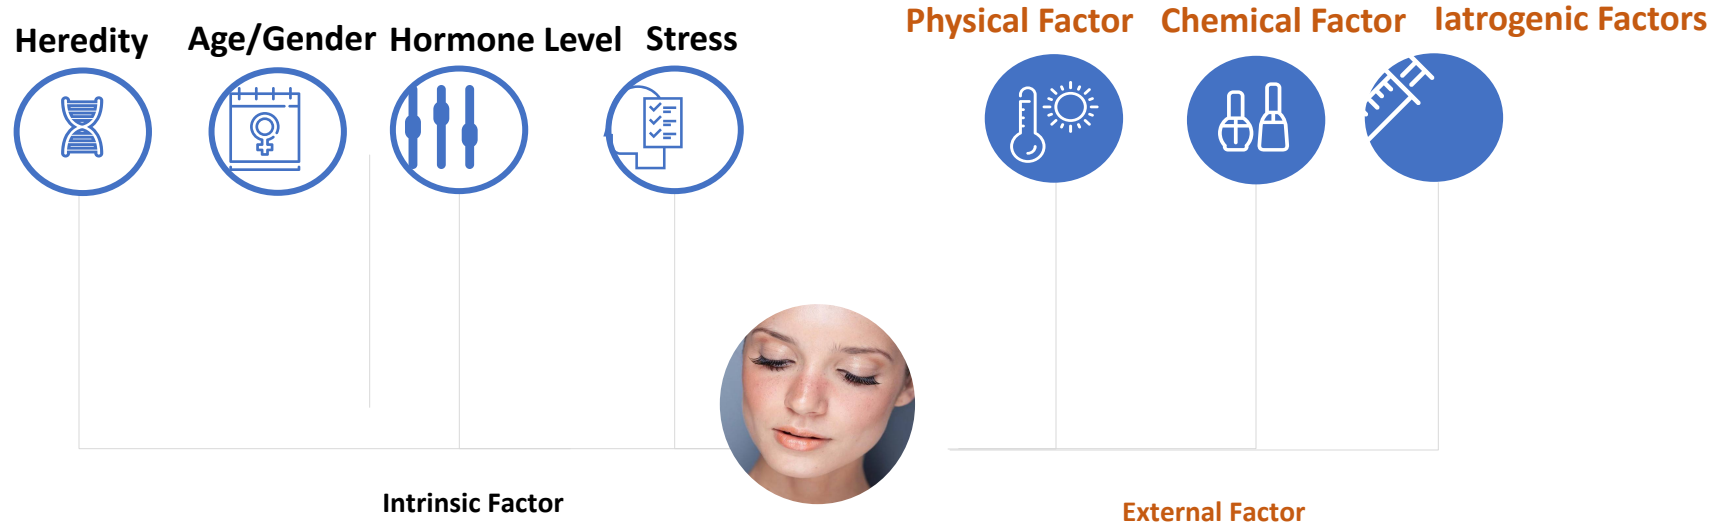 Heredity
Age/Gender
Hormone Level
Stress
Physical Factor
Chemical Factor
Iatrogenic Factors
Intrinsic Factor
External Factor